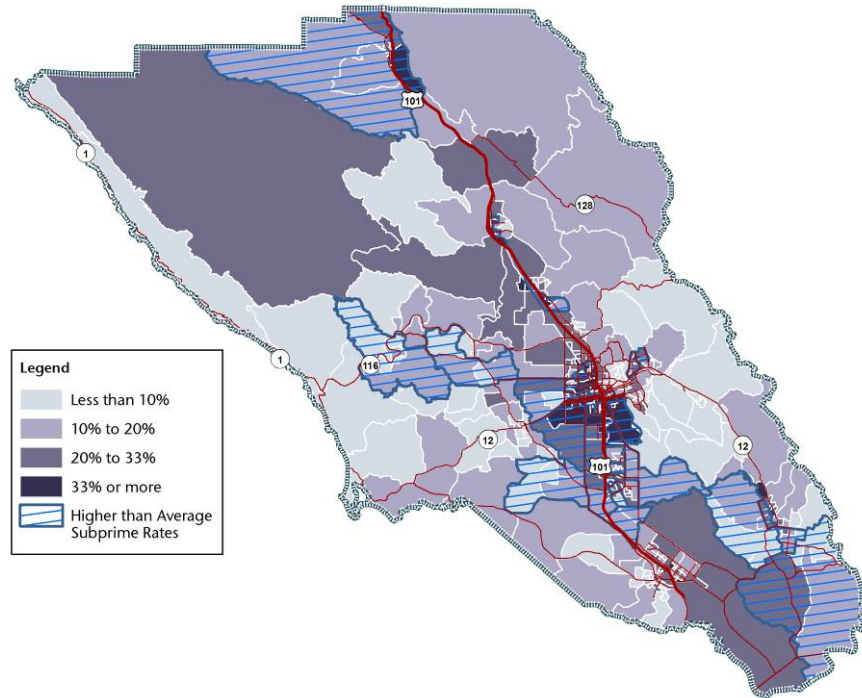 101
1
128
1
116
12
12
101
Legend
Less than 10%
10% to 20%
20% to 33%
33% or more
Higher than Average
Subprime Rates